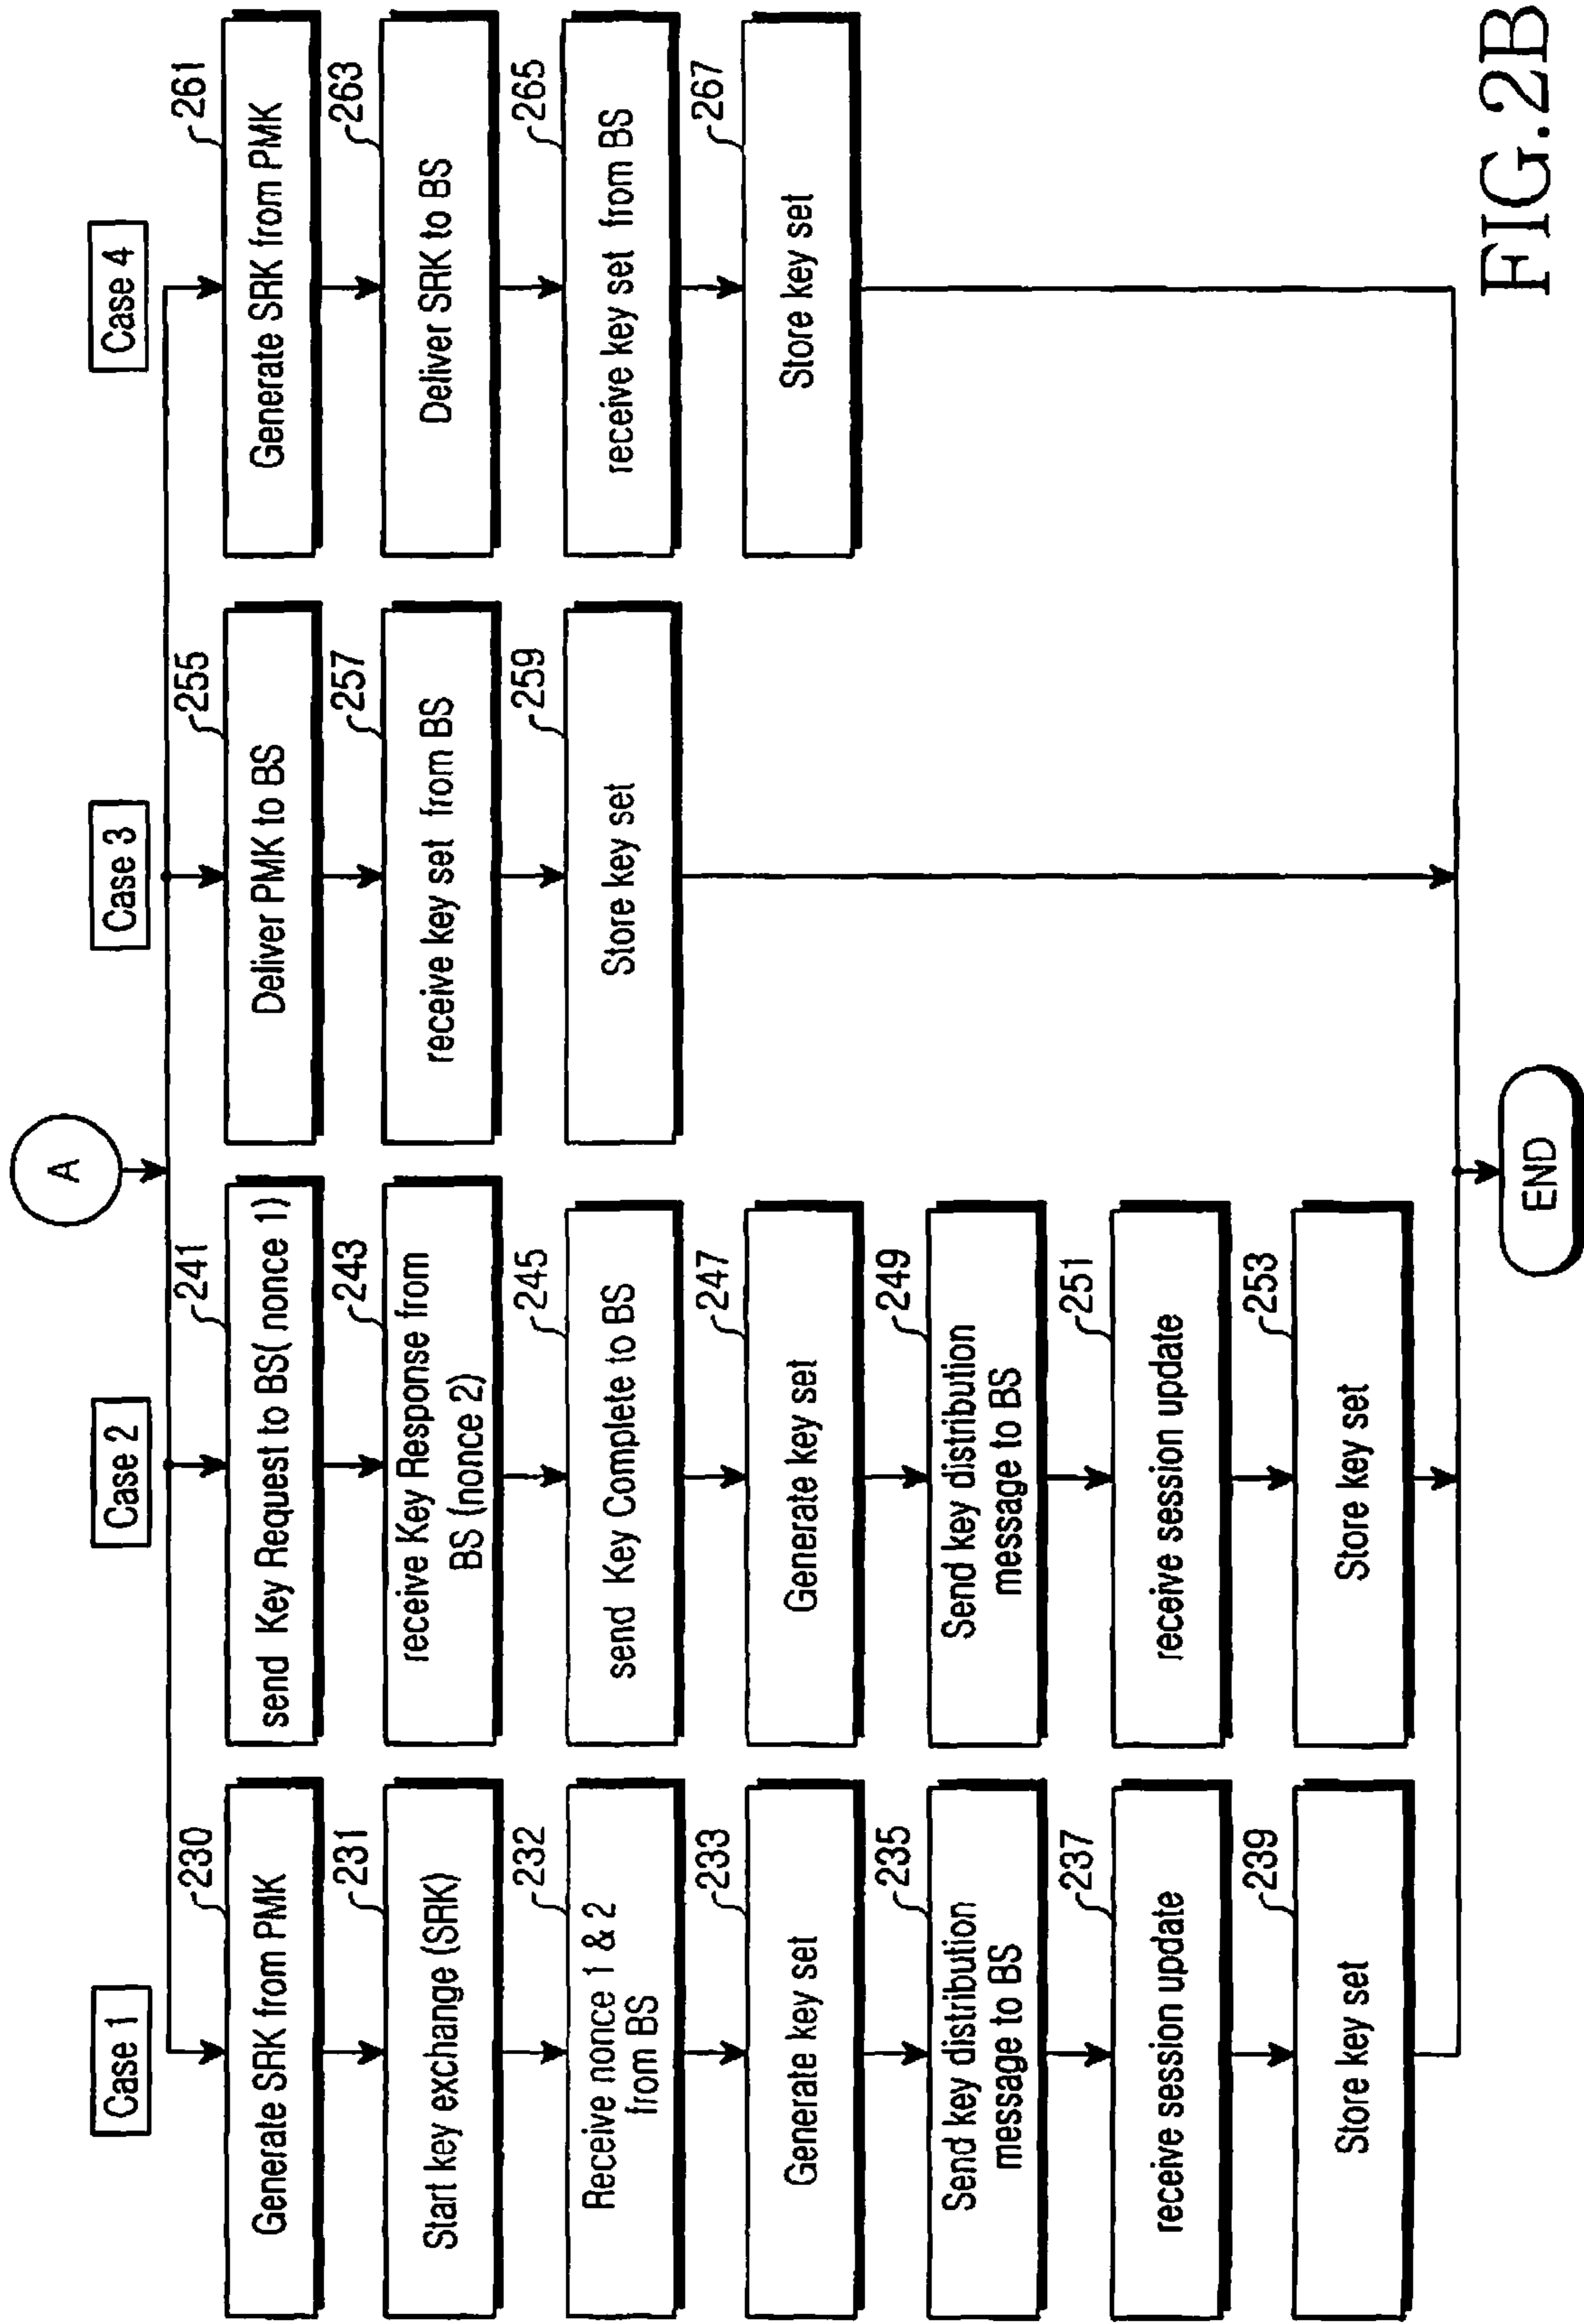 A
Case 1
230
Generate SRK from PMK
231
Start key exchange (SRK)
232
Receive nonce 1 & 2
from BS
233
Generate key set
235
Send key distribution
message to BS
237
receive session update
239
Store key set
Case 2
241
send Key Request to BS( nonce 1)
243
receive Key Response from
BS (nonce 2)
245
send Key Complete to BS
247
Generate key set
249
Send key distribution
message to BS
251
receive session update
253
Store key set
Case 3
255
Deliver PMK to BS
257
receive key set from BS
259
Store key set
Case 4
261
Generate SRK from PMK
263
Deliver SRK to BS
265
receive key set from BS
267
Store key set
END
FIG.2B